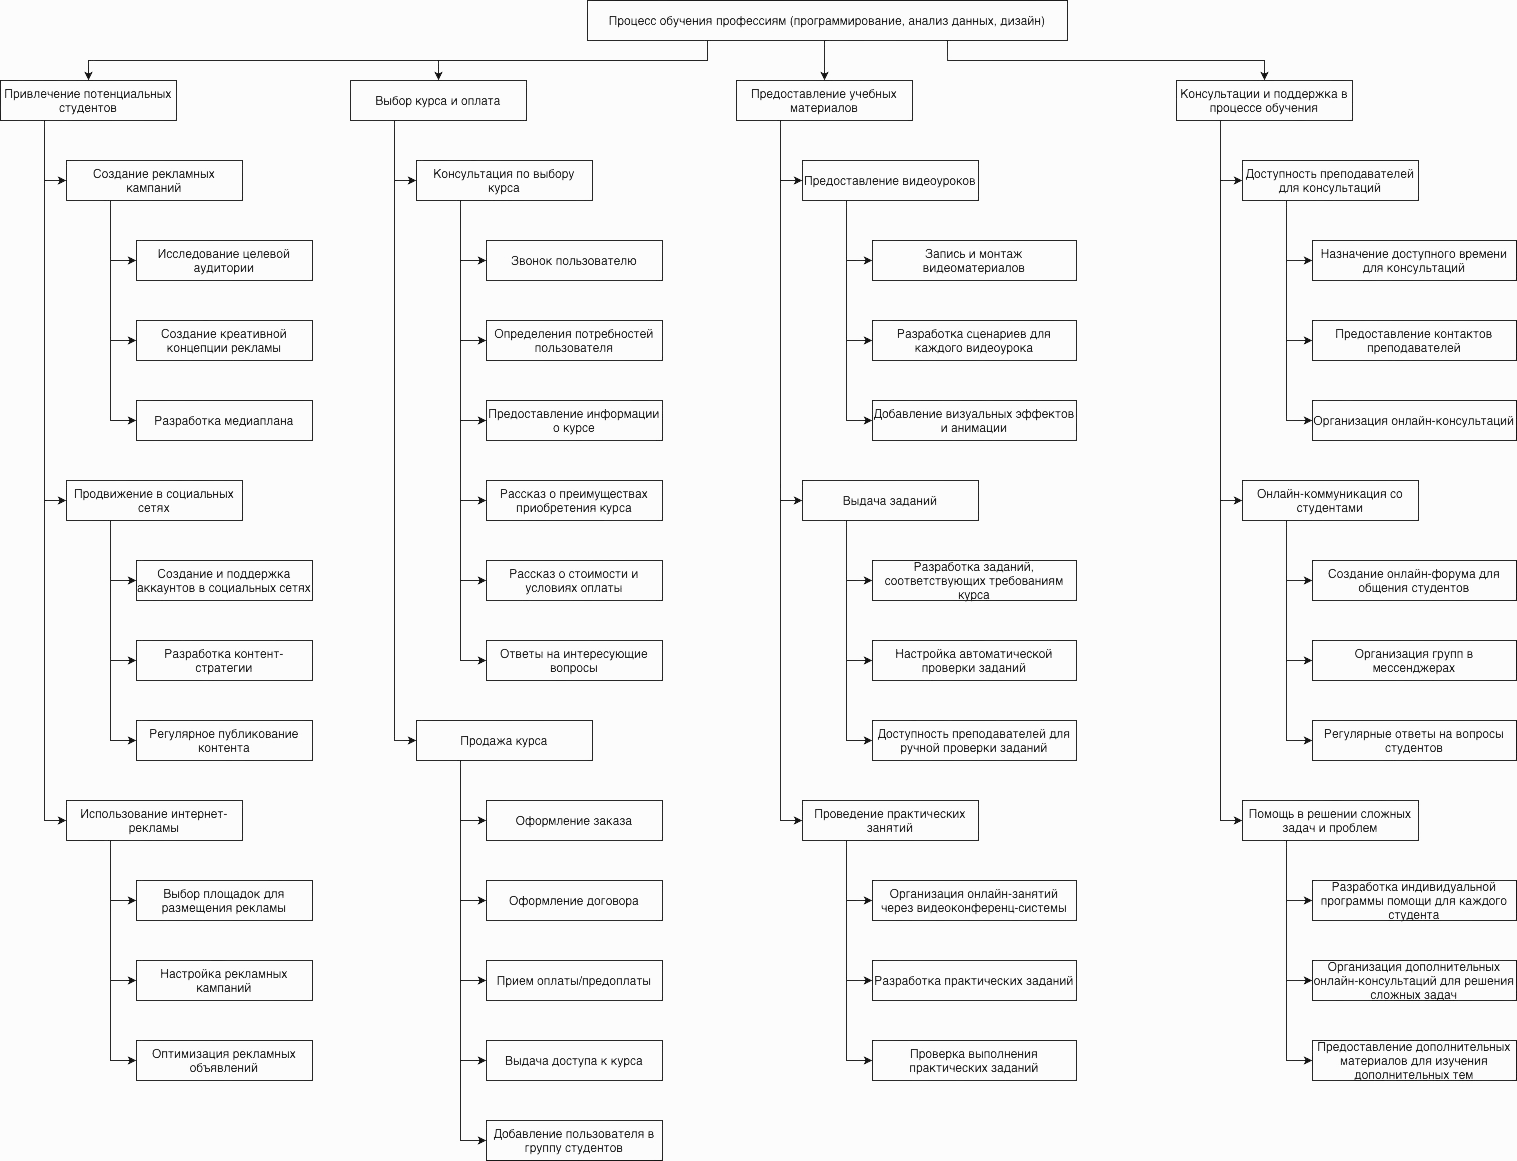 Процесс обучения профессиям (программирование, анализ данных, дизайн)
Привлечение потенциальных
студентов
Создание рекламных
кампаний
Исследование целевой
аудитории
Создание креативной
концепции рекламы
Разработка медиаплана
Продвижение в социальных
сетях
Создание и поддержка
аккаунтов в социальных сетях
Разработка контент-
стратегии
Регулярное публикование
контента
Использование интернет-
рекламы
Выбор площадок для
размещения рекламы
Настройка рекламных
кампаний
Оптимизация рекламных
объявлений
Выбор курса и оплата
Консультация по выбору
курса
Звонок пользователю
Определения потребностей
пользователя
Предоставление информации
о курсе
Рассказ о преимуществах
приобретения курса
Рассказ о стоимости и
условиях оплаты
Ответы на интересующие
вопросы
Продажа курса
Оформление заказа
Оформление договора
Прием оплаты/предоплаты
Выдача доступа к курса
Добавление пользователя в
группу студентов
Предоставление учебных
материалов
Предоставление видеоуроков
Запись и монтаж
видеоматериалов
Разработка сценариев для
каждого видеоурока
Добавление визуальных эффектов
и анимации
Выдача заданий
Разработка заданий,
соответствующих требованиям
курса
Настройка автоматической
проверки заданий
Доступность преподавателей для
ручной проверки заданий
Проведение практических
занятий
Организация онлайн-занятий
через видеоконференц-системы
Разработка практических заданий
Проверка выполнения
практических заданий
Консультации и поддержка в
процессе обучения
Доступность преподавателей
для консультаций
Назначение доступного времени
для консультаций
Предоставление контактов
преподавателей
Организация онлайн-консультаций
Онлайн-коммуникация со
студентами
Создание онлайн-форума для
общения студентов
Организация групп в
мессенджерах
Регулярные ответы на вопросы
студентов
Помощь в решении сложных
задач и проблем
Разработка индивидуальной
программы помощи для каждого
студента
Организация дополнительных
онлайн-консультаций для решения
сложных задач
Предоставление дополнительных
материалов для изучения
дополнительных тем